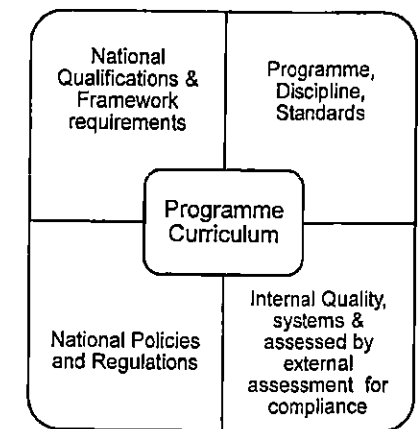 National
Qualifications &
Framework
requirements
Programme,
Discipline,
Standards
Programme
Curriculum
National Policies
and Regulations
Internal Quality,
systems &
assessed by
external
assessment for
compliance